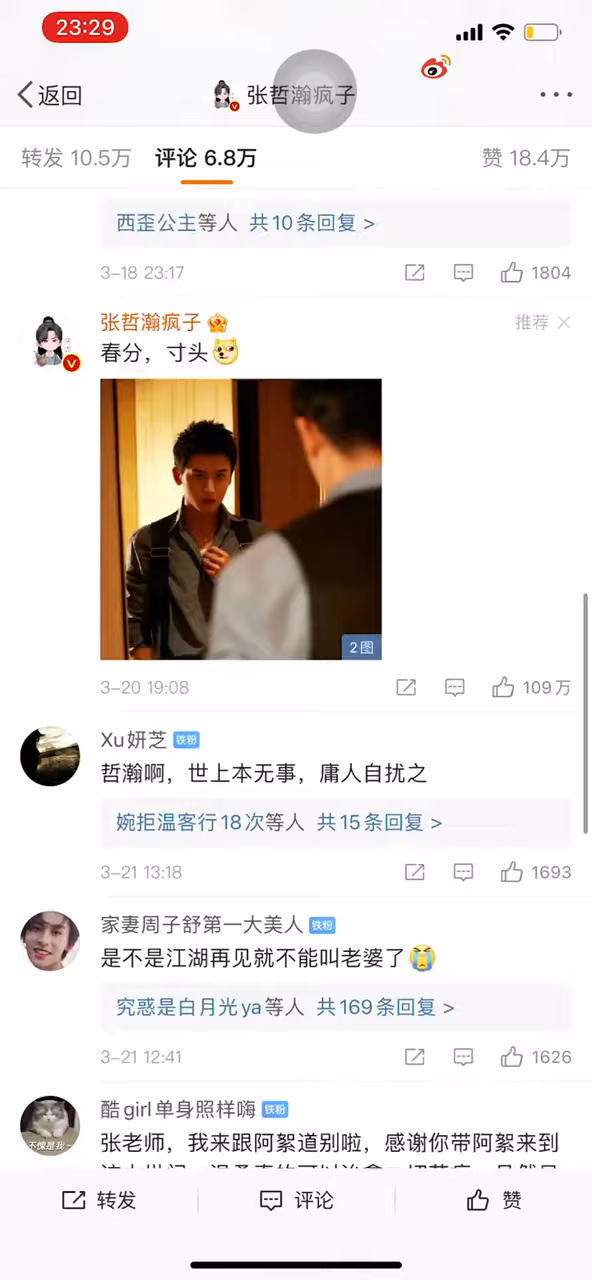 23:29
返回
张哲瀚疯子
转发 10.5万
评论 6.8万
赞 18.4万
西歪公主等人 共10条回复 >
3-18 23:17
1804
张哲瀚疯子
推荐
春分，寸头
2图
3-20 19:08
109万
Xu妍芝 铁粉
哲瀚啊，世上本无事，庸人自扰之
婉拒温客行18次等人 共15条回复 >
3-21 13:18
1693
家妻周子舒第一大美人 铁粉
是不是江湖再见就不能叫老婆了
究惑是白月光ya等人 共169条回复 >
3-21 12:41
1626
酷girl单身照样嗨 铁粉
不愧是我~
张老师，我来跟阿絮道别啦，感谢你带阿絮来到
转发
评论
赞